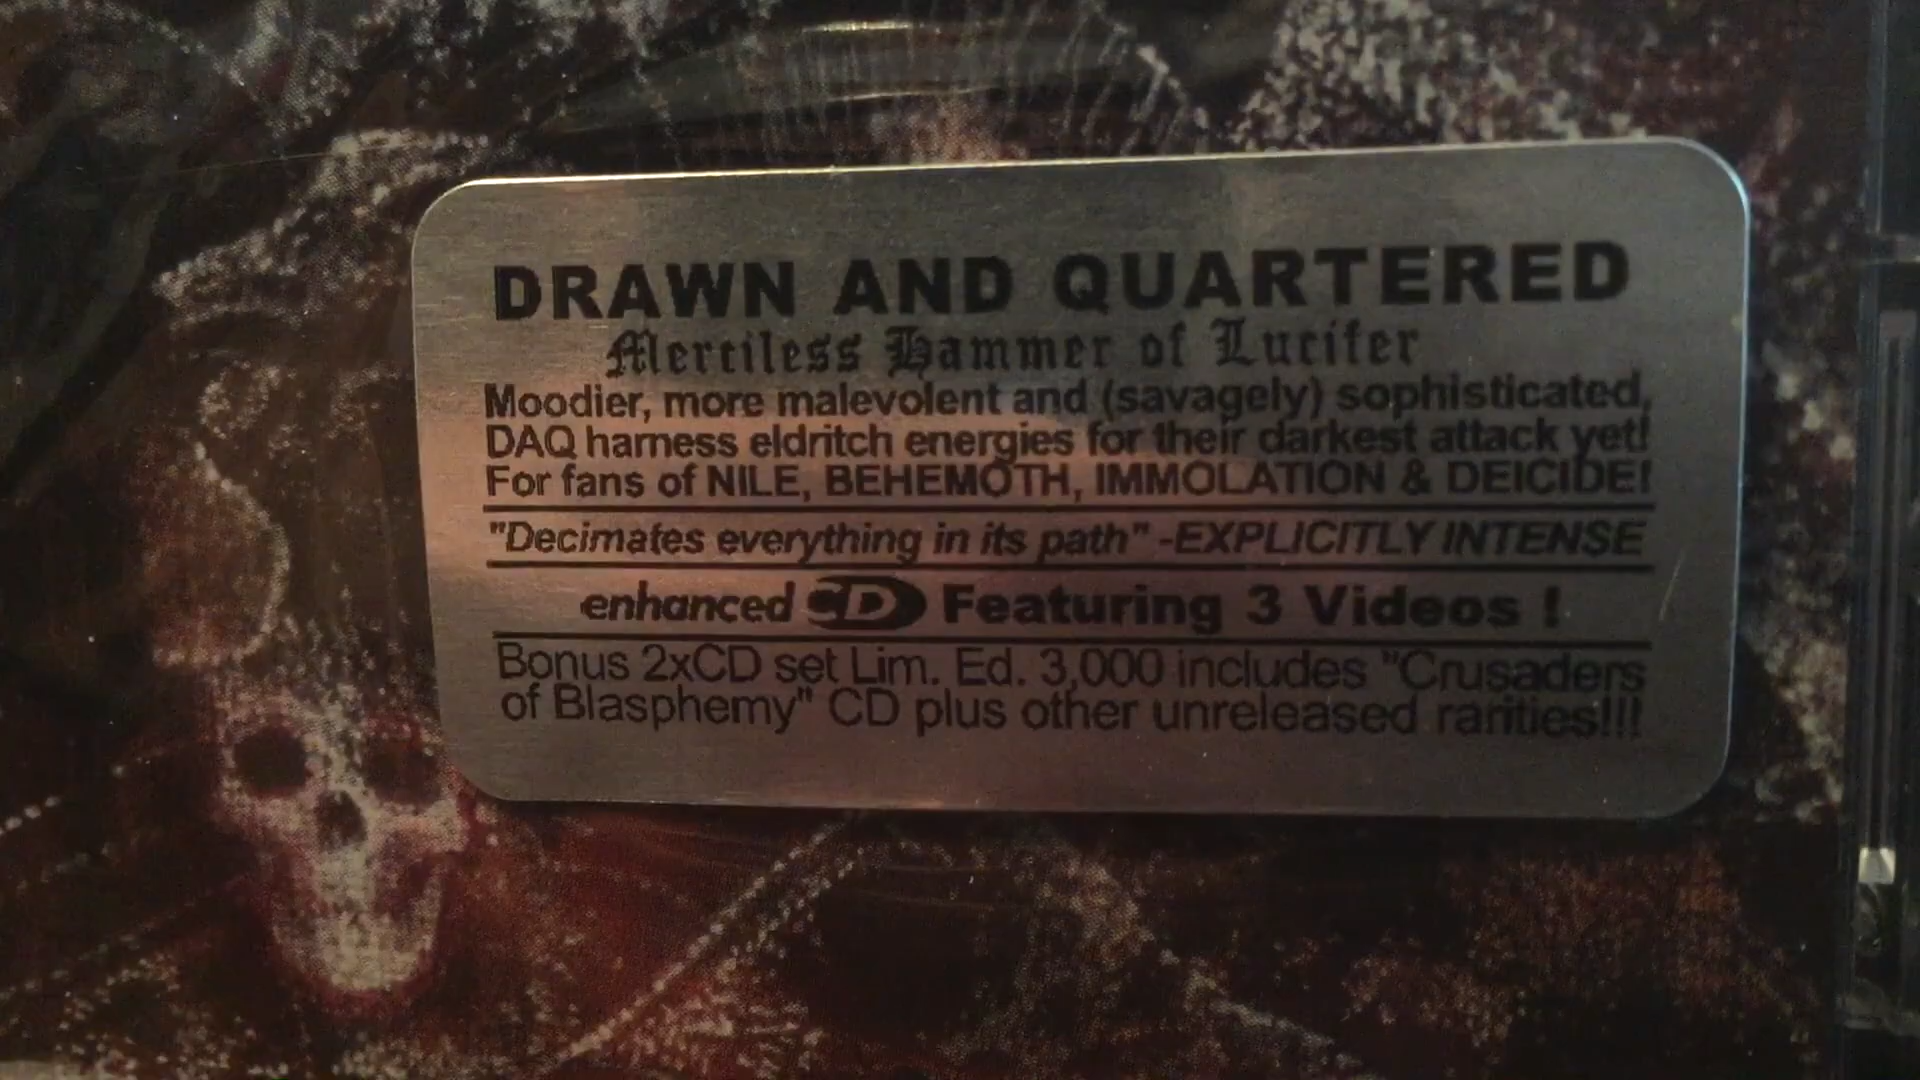 DRAWN AND QUARTERED
Merciless Hammer of Lucifer
Moodier, more malevolent and (savagely) sophisticated,
DAQ harness eldritch energies for their darkest attack yet!
For fans of NILE, BEHEMOTH, IMMOLATION & DEICIDE!
"Decimates everything in its path" -EXPLICITLY INTENSE
enhanced CD Featuring 3 Videos !
Bonus 2xCD set Lim. Ed. 3,000 includes "Crusaders
of Blasphemy" CD plus other unreleased rarities!!!